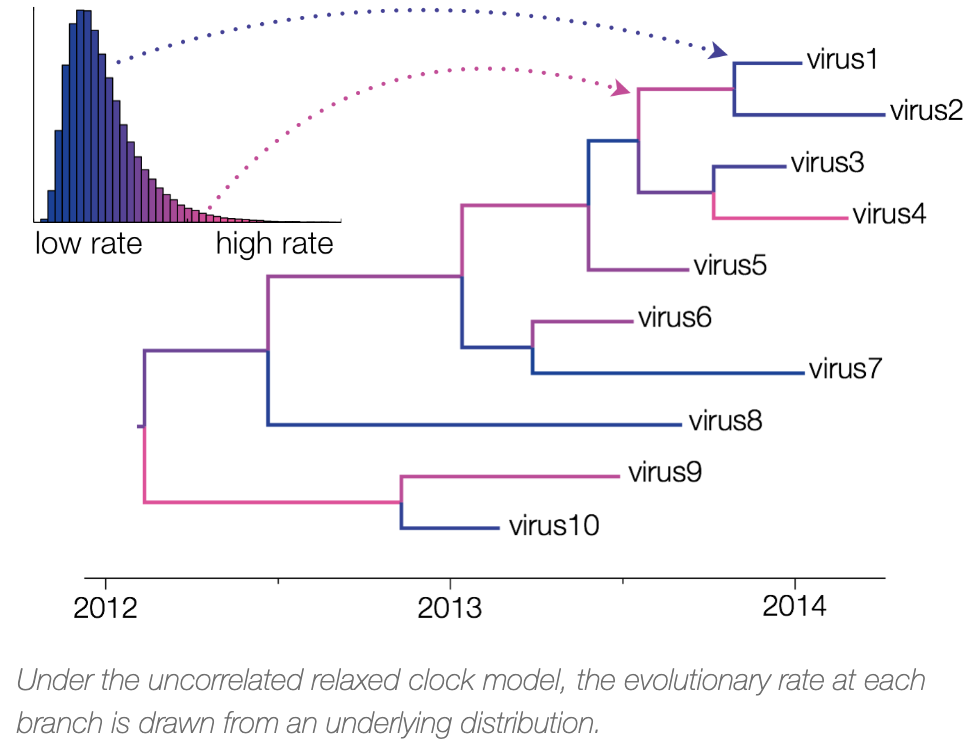 virus1
virus2
virus3
virus4
low rate
high rate
virus5
virus6
virus7
virus8
virus9
virus10
2012
2013
2014
Under the uncorrelated relaxed clock model, the evolutionary rate at each
branch is drawn from an underlying distribution.